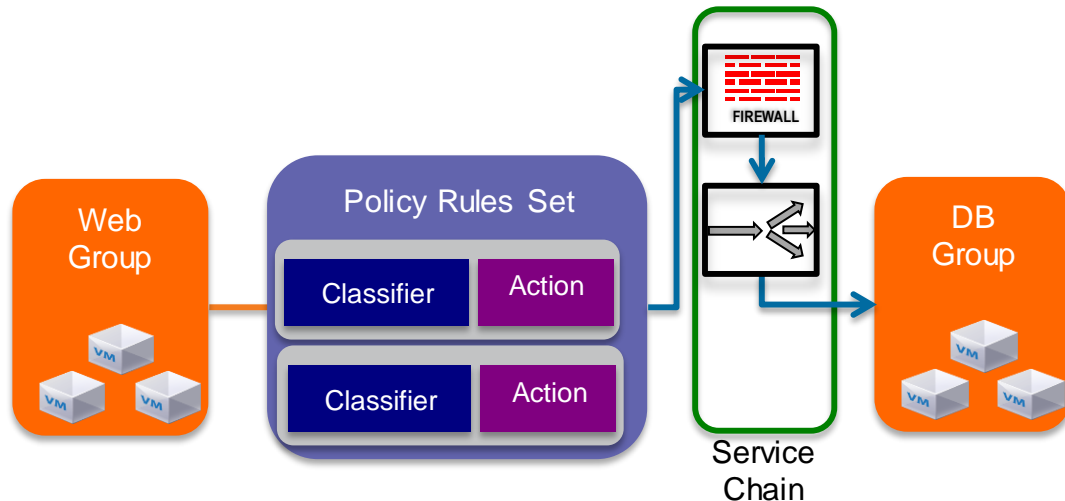 Web
Group
VM
VM
VM
Policy Rules Set
Classifier
Action
Classifier
Action
FIREWALL
Service
Chain
DB
Group
VM
VM
VM